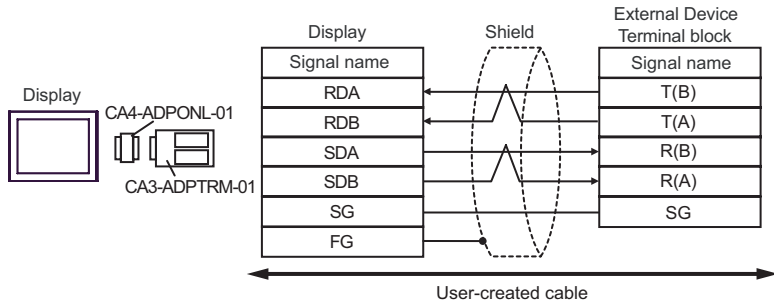 External Device
Display Shield Terminal block
Signal name Signal name
RDA T(B)
Display
CA4-ADPONL-01
RDB T(A)
SDA R(B)
CA3-ADPTRM-01
SDB R(A)
SG SG
FG
User-created cable